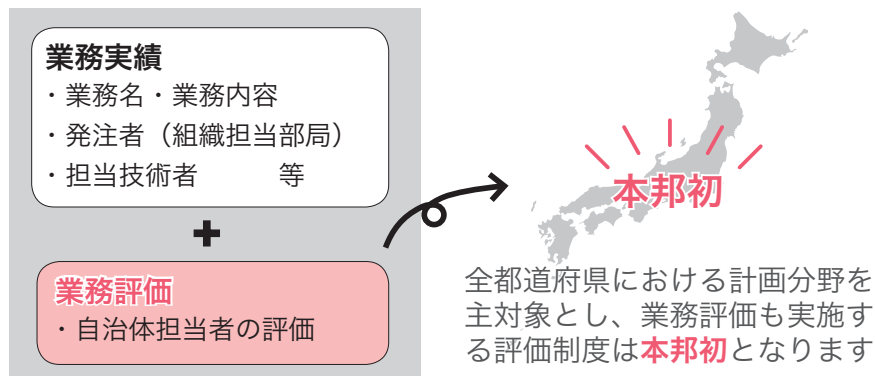 業務実績
・業務名・業務内容
・発注者（組織担当部局）
・担当技術者　　　等
+
業務評価
・自治体担当者の評価
本邦初
全都道府県における計画分野を
主対象とし、業務評価も実施す
る評価制度は本邦初となります